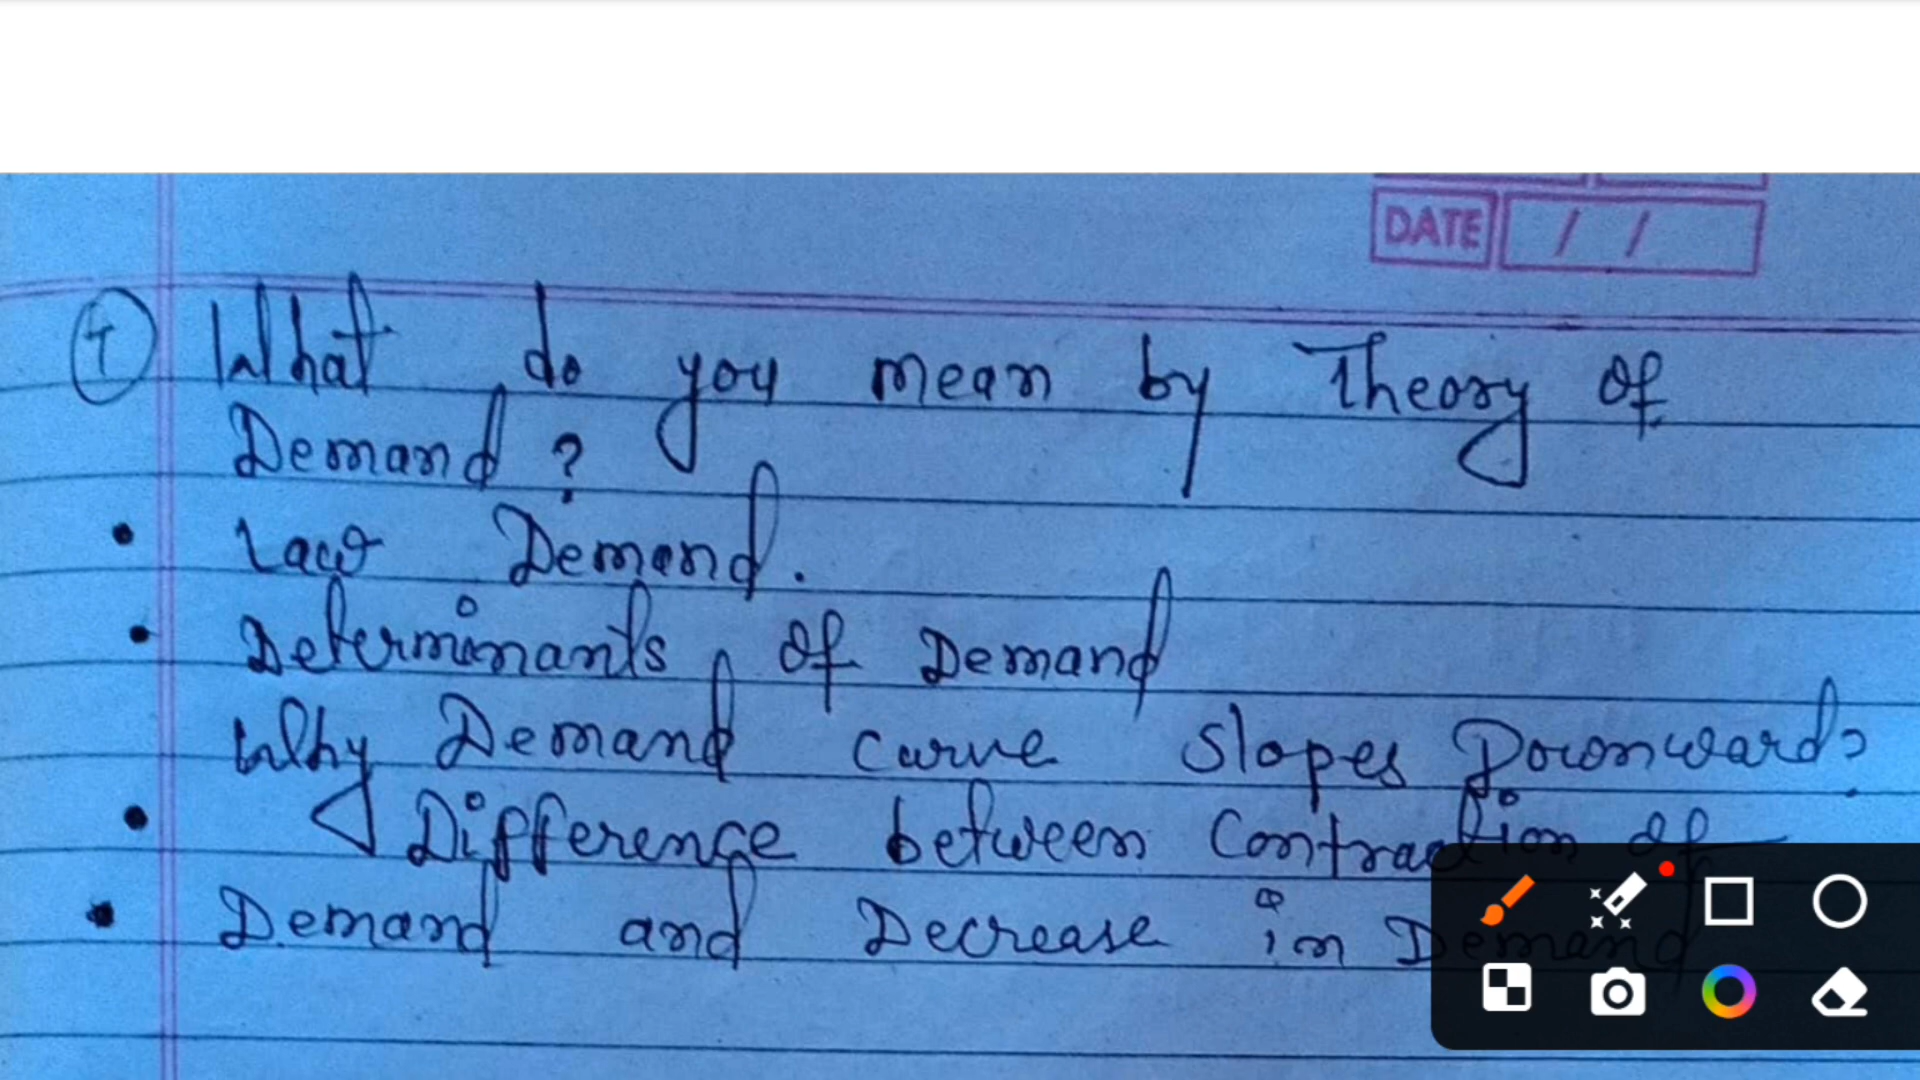 DATE / /
① What do you mean by Theory of
Demand ?
• Law Demand.
• Determinants of Demand
Why Demand curve slopes Downward?
• Difference between Contraction of
• Demand and Decrease in Demand